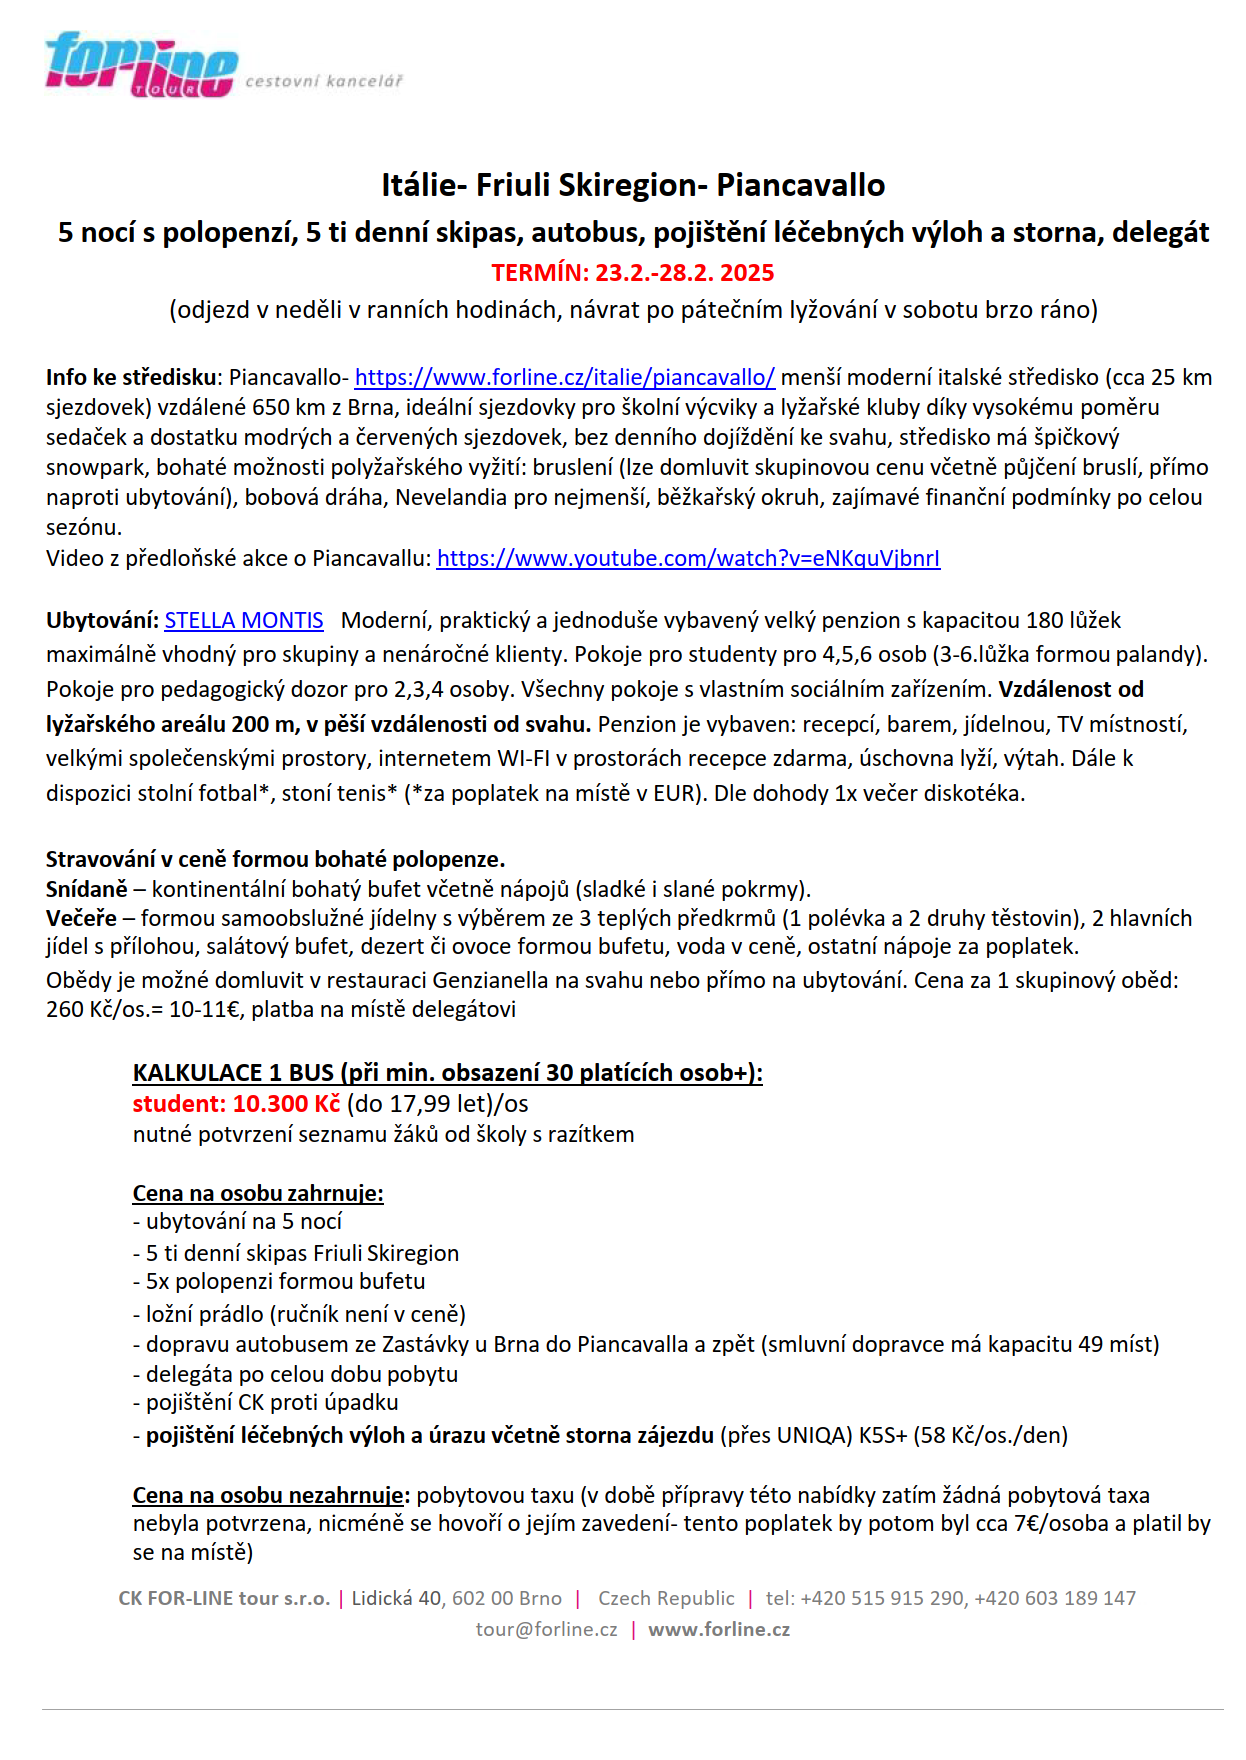 forline
TOUR
cestovní kancelář
Itálie- Friuli Skiregion- Piancavallo
5 nocí s polopenzí, 5 ti denní skipas, autobus, pojištění léčebných výloh a storna, delegát
TERMÍN: 23.2.-28.2. 2025
(odjezd v neděli v ranních hodinách, návrat po pátečním lyžování v sobotu brzo ráno)
Info ke středisku: Piancavallo- https://www.forline.cz/italie/piancavallo/ menší moderní italské středisko (cca 25 km
sjezdovek) vzdálené 650 km z Brna, ideální sjezdovky pro školní výcviky a lyžařské kluby díky vysokému poměru
sedaček a dostatku modrých a červených sjezdovek, bez denního dojíždění ke svahu, středisko má špičkový
snowpark, bohaté možnosti polyžařského vyžití: bruslení (lze domluvit skupinovou cenu včetně půjčení bruslí, přímo
naproti ubytování), bobová dráha, Nevelandia pro nejmenší, běžkařský okruh, zajímavé finanční podmínky po celou
sezónu.
Video z předloňské akce o Piancavallu: https://www.youtube.com/watch?v=eNKquVjbnrI
Ubytování: STELLA MONTIS Moderní, praktický a jednoduše vybavený velký penzion s kapacitou 180 lůžek
maximálně vhodný pro skupiny a nenáročné klienty. Pokoje pro studenty pro 4,5,6 osob (3-6.lůžka formou palandy).
Pokoje pro pedagogický dozor pro 2,3,4 osoby. Všechny pokoje s vlastním sociálním zařízením. Vzdálenost od
lyžařského areálu 200 m, v pěší vzdálenosti od svahu. Penzion je vybaven: recepcí, barem, jídelnou, TV místností,
velkými společenskými prostory, internetem WI-FI v prostorách recepce zdarma, úschovna lyží, výtah. Dále k
dispozici stolní fotbal*, stoní tenis* (*za poplatek na místě v EUR). Dle dohody 1x večer diskotéka.
Stravování v ceně formou bohaté polopenze.
Snídaně – kontinentální bohatý bufet včetně nápojů (sladké i slané pokrmy).
Večeře – formou samoobslužné jídelny s výběrem ze 3 teplých předkrmů (1 polévka a 2 druhy těstovin), 2 hlavních
jídel s přílohou, salátový bufet, dezert či ovoce formou bufetu, voda v ceně, ostatní nápoje za poplatek.
Obědy je možné domluvit v restauraci Genzianella na svahu nebo přímo na ubytování. Cena za 1 skupinový oběd:
260 Kč/os.= 10-11€, platba na místě delegátovi
KALKULACE 1 BUS (při min. obsazení 30 platících osob+):
student: 10.300 Kč (do 17,99 let)/os
nutné potvrzení seznamu žáků od školy s razítkem
Cena na osobu zahrnuje:
- ubytování na 5 nocí
- 5 ti denní skipas Friuli Skiregion
- 5x polopenzi formou bufetu
- ložní prádlo (ručník není v ceně)
- dopravu autobusem ze Zastávky u Brna do Piancavalla a zpět (smluvní dopravce má kapacitu 49 míst)
- delegáta po celou dobu pobytu
- pojištění CK proti úpadku
- pojištění léčebných výloh a úrazu včetně storna zájezdu (přes UNIQA) K5S+ (58 Kč/os./den)
Cena na osobu nezahrnuje: pobytovou taxu (v době přípravy této nabídky zatím žádná pobytová taxa
nebyla potvrzena, nicméně se hovoří o jejím zavedení- tento poplatek by potom byl cca 7€/osoba a platil by
se na místě)
CK FOR-LINE tour s.r.o. | Lidická 40, 602 00 Brno | Czech Republic | tel: +420 515 915 290, +420 603 189 147
tour@forline.cz | www.forline.cz